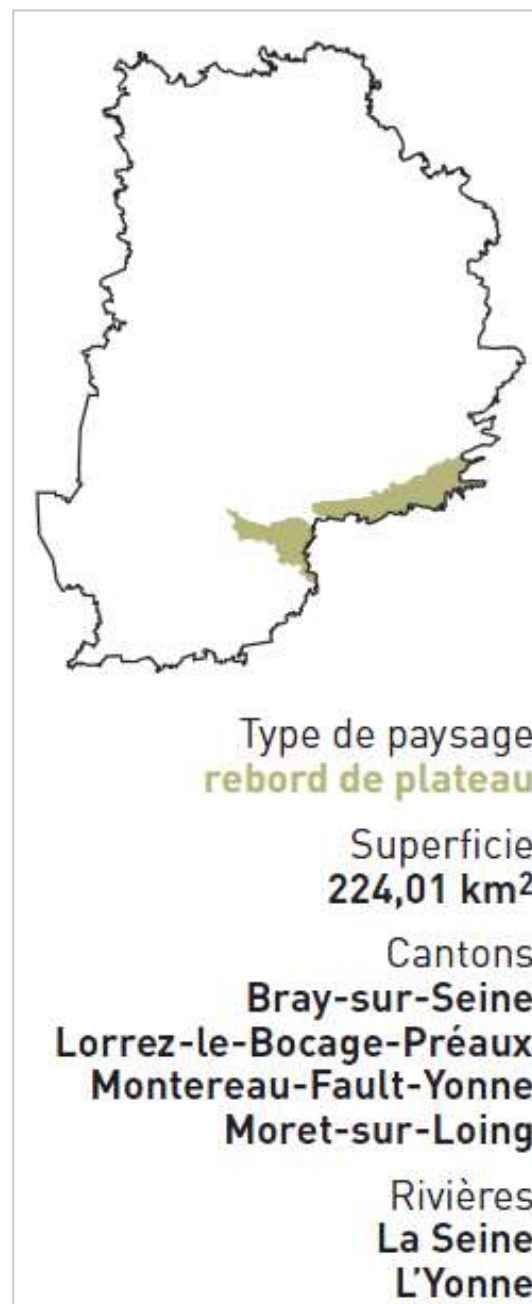 Type de paysage
rebord de plateau
Superficie
224,01 km²
Cantons
Bray-sur-Seine
Lorrez-le-Bocage-Préaux
Montereau-Fault-Yonne
Moret-sur-Loing
Rivières
La Seine
L'Yonne